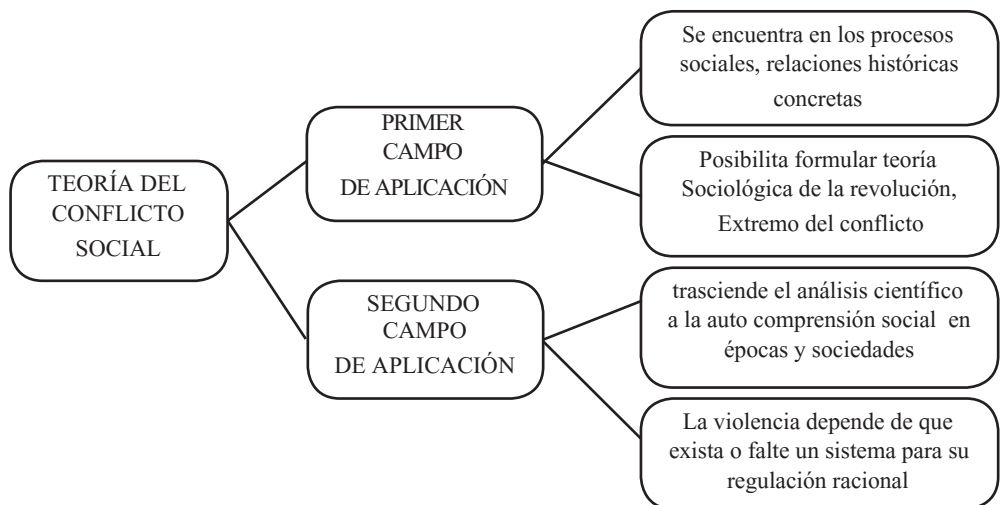 TEORÍA DEL
CONFLICTO
SOCIAL
PRIMER
CAMPO
DE APLICACIÓN
Se encuentra en los procesos
sociales, relaciones históricas
concretas
Posibilita formular teoría
Sociológica de la revolución,
Extremo del conflicto
SEGUNDO
CAMPO
DE APLICACIÓN
trasciende el análisis científico
a la auto comprensión social en
épocas y sociedades
La violencia depende de que
exista o falte un sistema para su
regulación racional